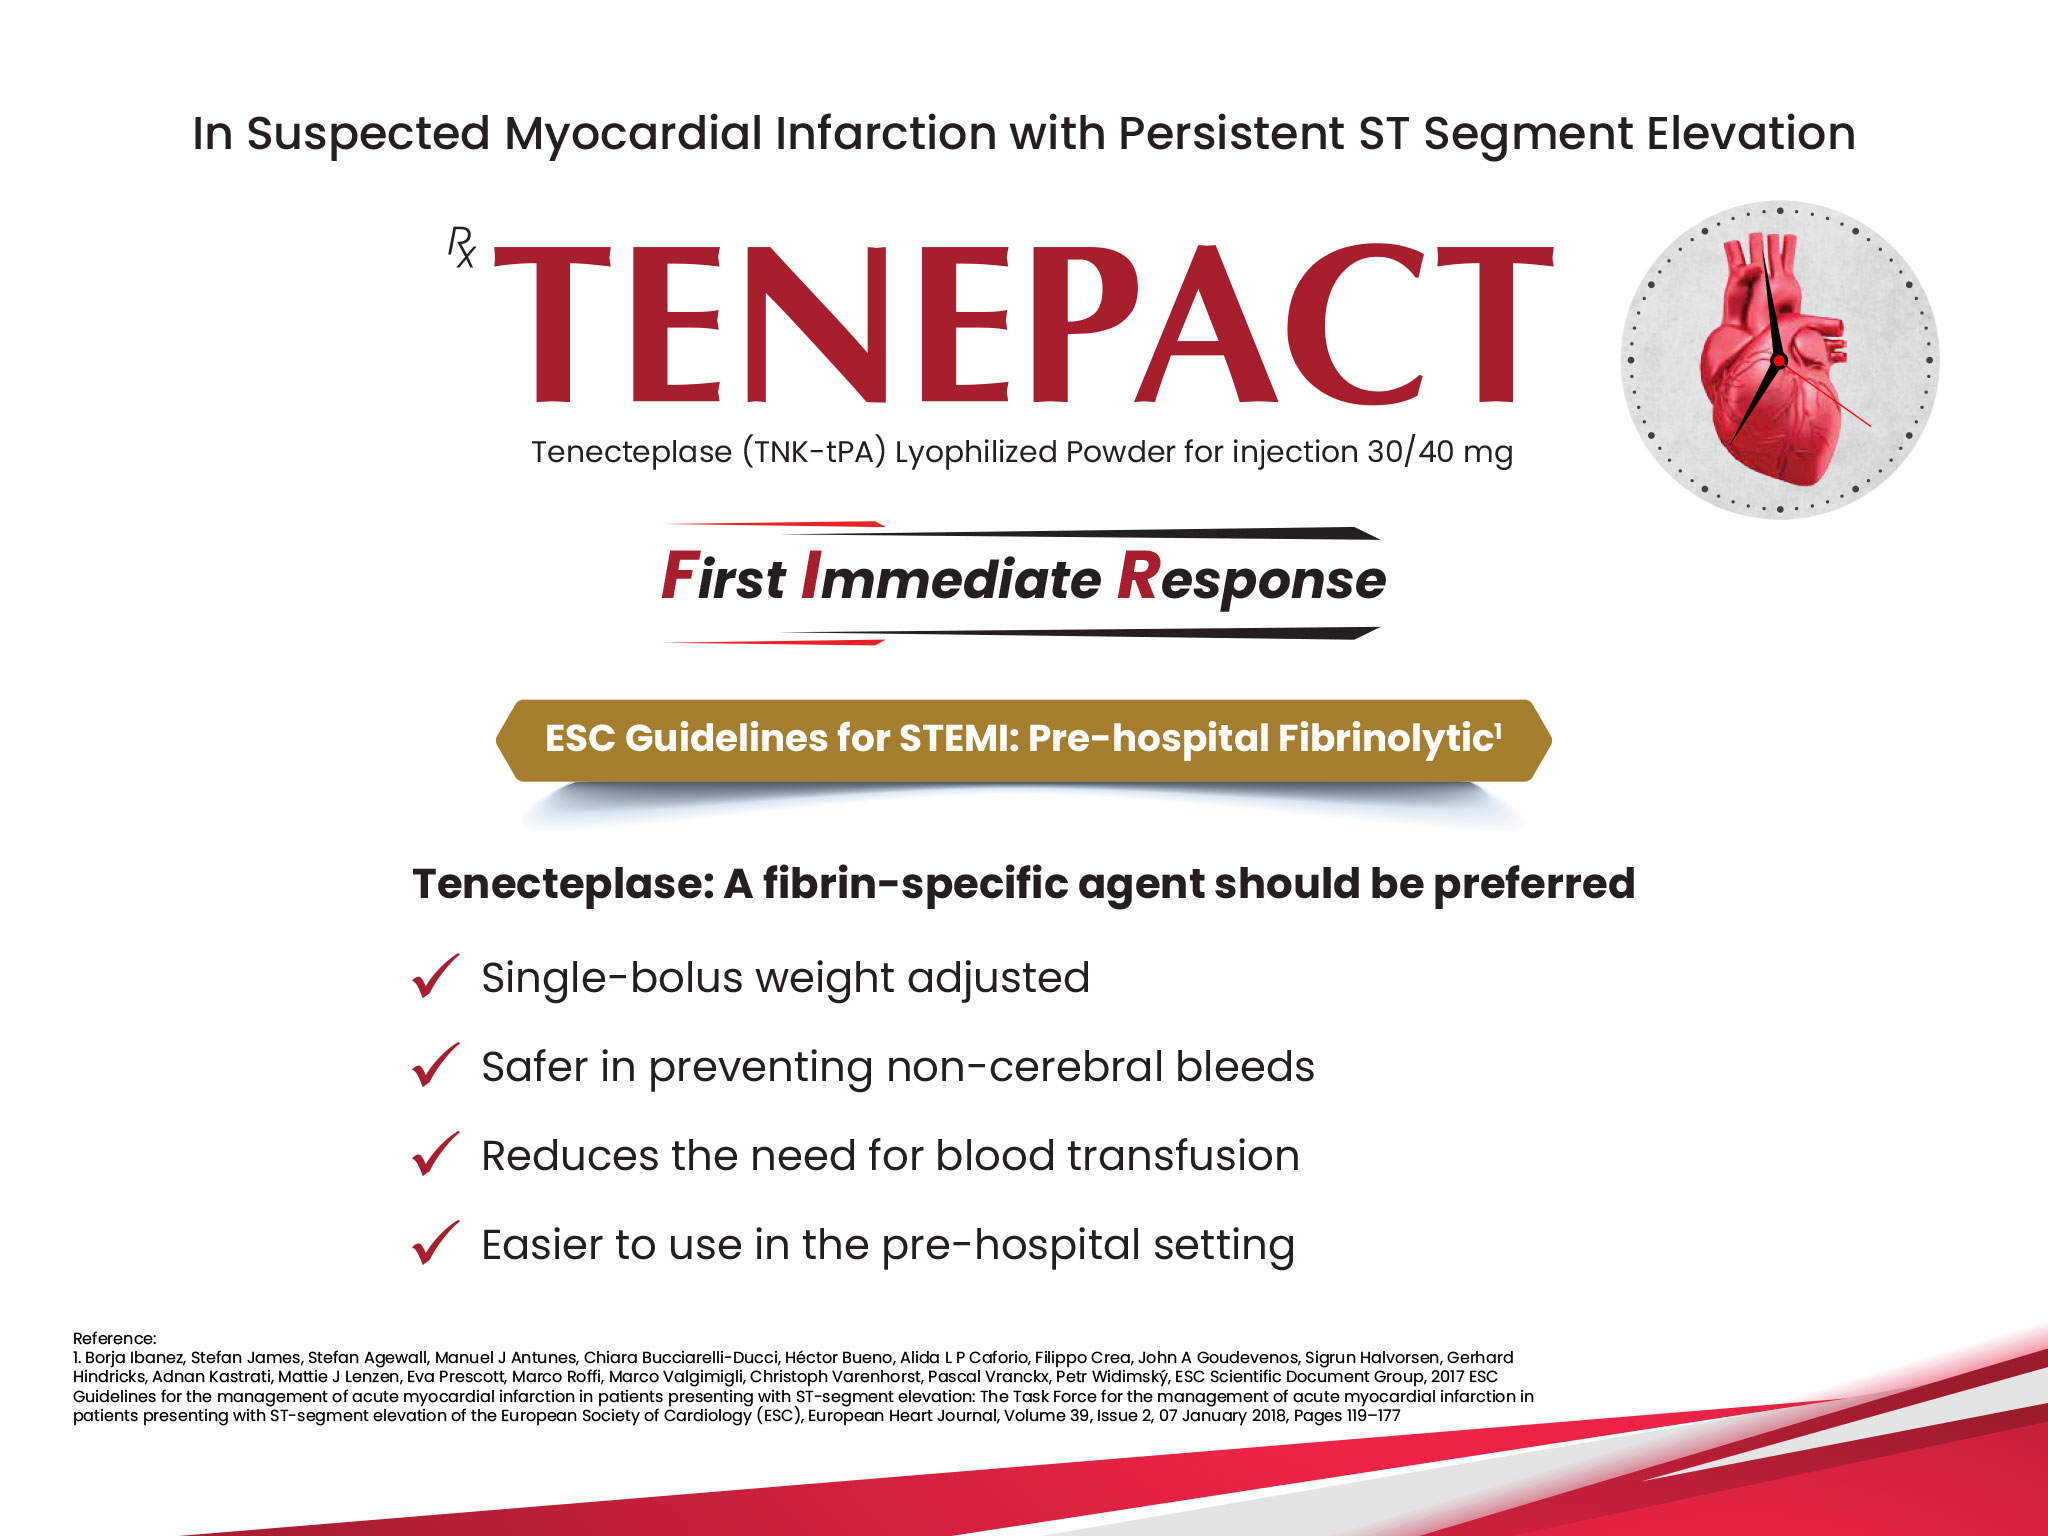 In Suspected Myocardial Infarction with Persistent ST Segment Elevation
Rx TENEPACT
Tenecteplase (TNK-tPA) Lyophilized Powder for injection 30/40 mg
First Immediate Response
ESC Guidelines for STEMI: Pre-hospital Fibrinolytic¹
Tenecteplase: A fibrin-specific agent should be preferred
✓ Single-bolus weight adjusted
✓ Safer in preventing non-cerebral bleeds
✓ Reduces the need for blood transfusion
✓ Easier to use in the pre-hospital setting
Reference:
1. Borja Ibanez, Stefan James, Stefan Agewall, Manuel J Antunes, Chiara Bucciarelli-Ducci, Héctor Bueno, Alida L P Caforio, Filippo Crea, John A Goudevenos, Sigrun Halvorsen, Gerhard
Hindricks, Adnan Kastrati, Mattie J Lenzen, Eva Prescott, Marco Roffi, Marco Valgimigli, Christoph Varenhorst, Pascal Vranckx, Petr Widimský, ESC Scientific Document Group, 2017 ESC
Guidelines for the management of acute myocardial infarction in patients presenting with ST-segment elevation: The Task Force for the management of acute myocardial infarction in
patients presenting with ST-segment elevation of the European Society of Cardiology (ESC), European Heart Journal, Volume 39, Issue 2, 07 January 2018, Pages 119–177